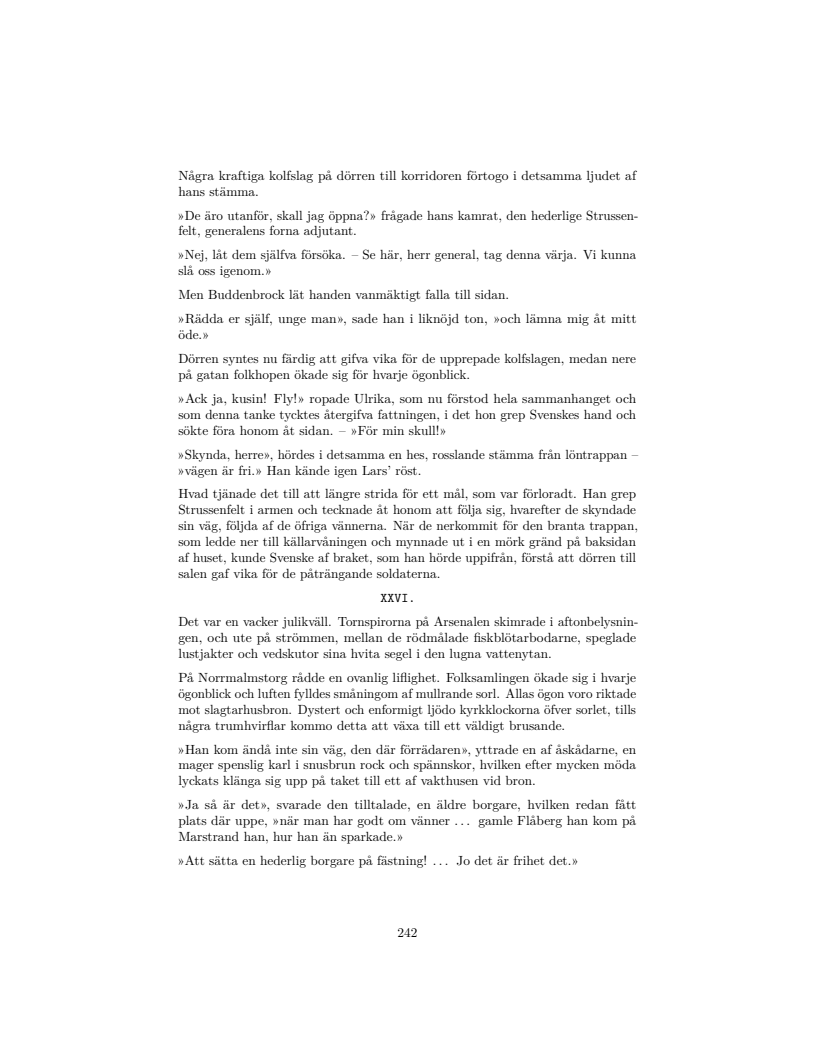 Några kraftiga kolfslag på dörren till korridoren förtogo i detsamma ljudet af
hans stämma.
»De äro utanför, skall jag öppna?» frågade hans kamrat, den hederlige Strussen-
felt, generalens forna adjutant.
»Nej, låt dem själfva försöka. – Se här, herr general, tag denna värja. Vi kunna
slå oss igenom.»
Men Buddenbrock lät handen vanmäktigt falla till sidan.
»Rädda er själf, unge man», sade han i liknöjd ton, »och lämna mig åt mitt
öde.»
Dörren syntes nu färdig att gifva vika för de upprepade kolfslagen, medan nere
på gatan folkhopen ökade sig för hvarje ögonblick.
»Ack ja, kusin! Fly!» ropade Ulrika, som nu förstod hela sammanhanget och
som denna tanke tycktes återgifva fattningen, i det hon grep Svenskes hand och
sökte föra honom åt sidan. – »För min skull!»
»Skynda, herre», hördes i detsamma en hes, rosslande stämma från löntrappan –
»vägen är fri.» Han kände igen Lars’ röst.
Hvad tjänade det till att längre strida för ett mål, som var förloradt. Han grep
Strussenfelt i armen och tecknade åt honom att följa sig, hvarefter de skyndade
sin väg, följda af de öfriga vännerna. När de nerkommit för den branta trappan,
som ledde ner till källarvåningen och mynnade ut i en mörk gränd på baksidan
af huset, kunde Svenske af braket, som han hörde uppifrån, förstå att dörren till
salen gaf vika för de påträngande soldaterna.
XXVI.
Det var en vacker julikväll. Tornspirorna på Arsenalen skimrade i aftonbelysnin-
gen, och ute på strömmen, mellan de rödmålade fiskblötarbodarne, speglade
lustjakter och vedskutor sina hvita segel i den lugna vattenytan.
På Norrmalmstorg rådde en ovanlig liflighet. Folksamlingen ökade sig i hvarje
ögonblick och luften fylldes småningom af mullrande sorl. Allas ögon voro riktade
mot slagtarhusbron. Dystert och enformigt ljödo kyrkklockorna öfver sorlet, tills
några trumhvirflar kommo detta att växa till ett väldigt brusande.
»Han kom ändå inte sin väg, den där förrädaren», yttrade en af åskådarne, en
mager spenslig karl i snusbrun rock och spännskor, hvilken efter mycken möda
lyckats klänga sig upp på taket till ett af vakthusen vid bron.
»Ja så är det», svarade den tilltalade, en äldre borgare, hvilken redan fått
plats där uppe, »när man har godt om vänner ... gamle Flåberg han kom på
Marstrand han, hur han än sparkade.»
»Att sätta en hederlig borgare på fästning! ... Jo det är frihet det.»
242